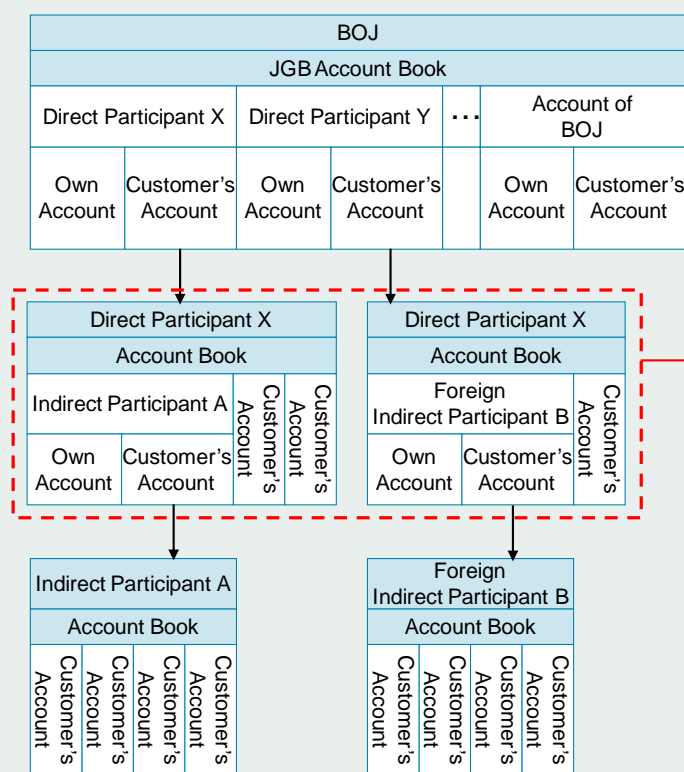 BOJ
JGB Account Book
Direct Participant X
Direct Participant Y
...
Account of
BOJ
Own
Account
Customer's
Account
Own
Account
Customer's
Account
Own
Account
Customer's
Account
Direct Participant X
Account Book
Indirect Participant A
Own
Account
Customer's
Account
Customer's
Account
Customer's
Account
Direct Participant X
Account Book
Foreign
Indirect Participant B
Own
Account
Customer's
Account
Customer's
Account
Indirect Participant A
Account Book
Customer's
Account
Customer's
Account
Customer's
Account
Customer's
Account
Foreign
Indirect Participant B
Account Book
Customer's
Account
Customer's
Account
Customer's
Account
Customer's
Account